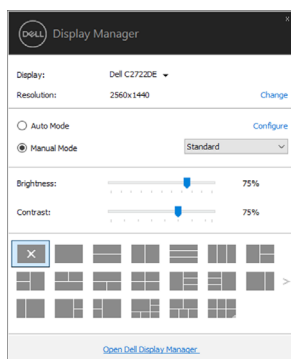 x
DELL Display Manager
Display: Dell C2722DE
Resolution: 2560x1440 Change
Auto Mode Configure
Manual Mode Standard
Brightness: 75%
Contrast: 75%
Open Dell Display Manager